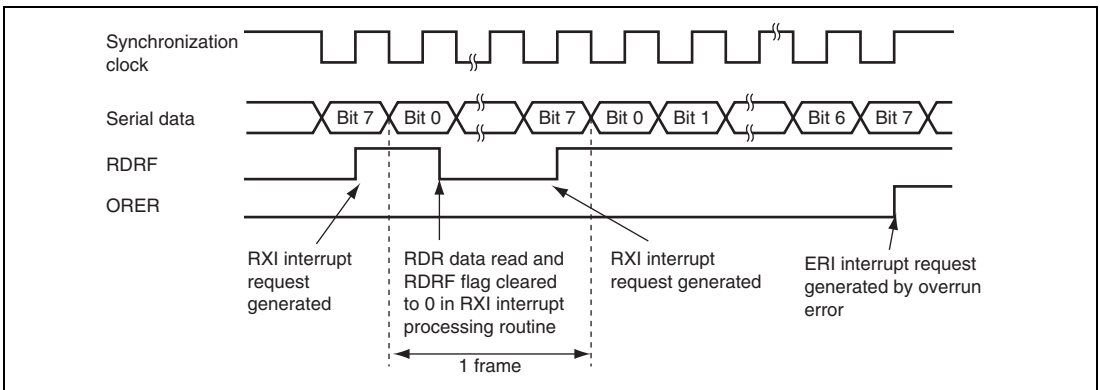 Synchronization
clock
Serial data
Bit 7 Bit 0 Bit 7 Bit 0 Bit 1 Bit 6 Bit 7
RDRF
ORER
RXI interrupt
request
generated
RDR data read and
RDRF flag cleared
to 0 in RXI interrupt
processing routine
RXI interrupt
request generated
ERI interrupt request
generated by overrun
error
1 frame